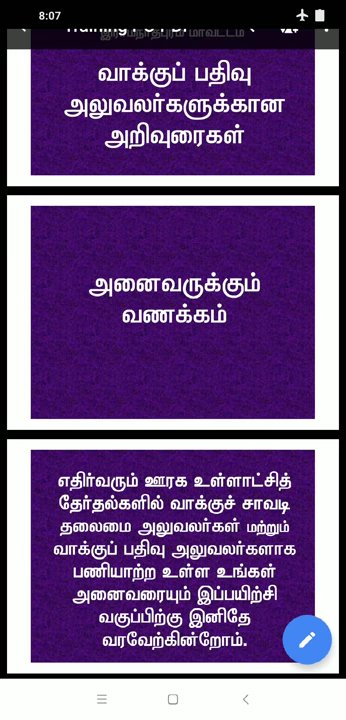 8:07
வாக்குப் பதிவு
அலுவலர்களுக்கான
அறிவுரைகள்
அனைவருக்கும்
வணக்கம்
எதிர்வரும் ஊரக உள்ளாட்சித்
தேர்தல்களில் வாக்குச் சாவடி
தலைமை அலுவலர்கள் மற்றும்
வாக்குப் பதிவு அலுவலர்களாக
பணியாற்ற உள்ள உங்கள்
அனைவரையும் இப்பயிற்சி
வகுப்பிற்கு இனிதே
வரவேற்கின்றோம்.